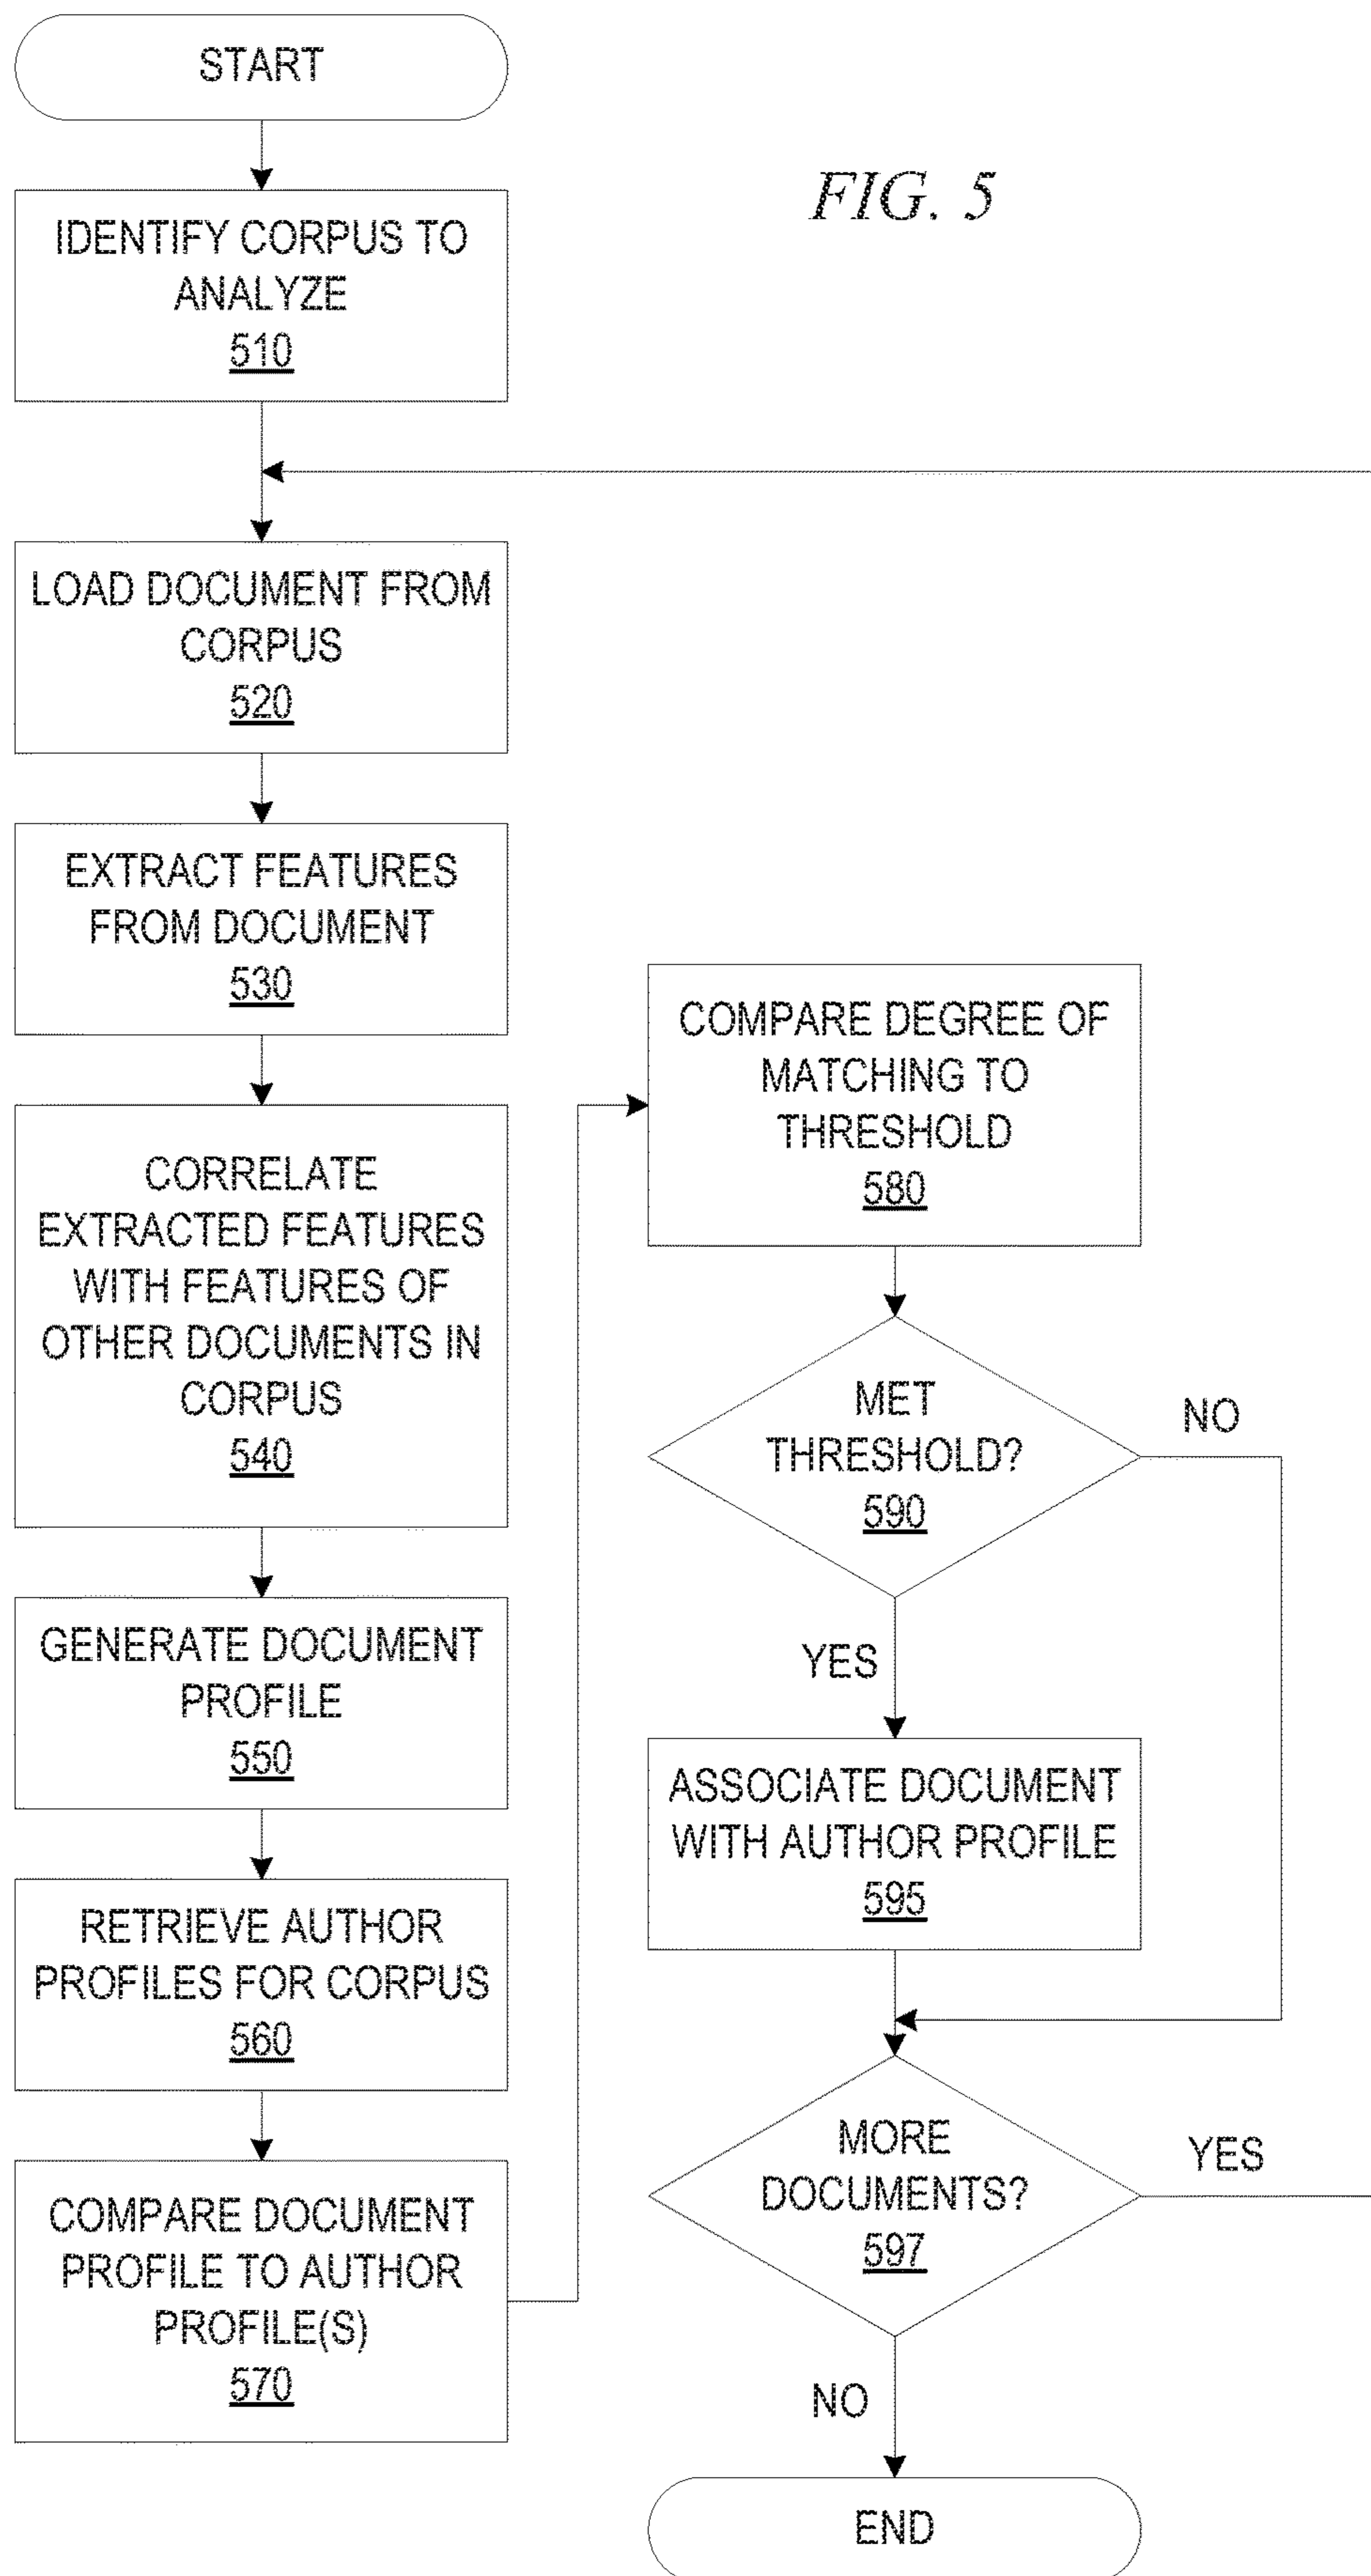 START
FIG. 5
IDENTIFY CORPUS TO
ANALYZE
510
LOAD DOCUMENT FROM
CORPUS
520
EXTRACT FEATURES
FROM DOCUMENT
530
CORRELATE
EXTRACTED FEATURES
WITH FEATURES OF
OTHER DOCUMENTS IN
CORPUS
540
GENERATE DOCUMENT
PROFILE
550
RETRIEVE AUTHOR
PROFILES FOR CORPUS
560
COMPARE DOCUMENT
PROFILE TO AUTHOR
PROFILE(S)
570
COMPARE DEGREE OF
MATCHING TO
THRESHOLD
580
MET
THRESHOLD?
590
NO
YES
ASSOCIATE DOCUMENT
WITH AUTHOR PROFILE
595
MORE
DOCUMENTS?
597
YES
NO
END